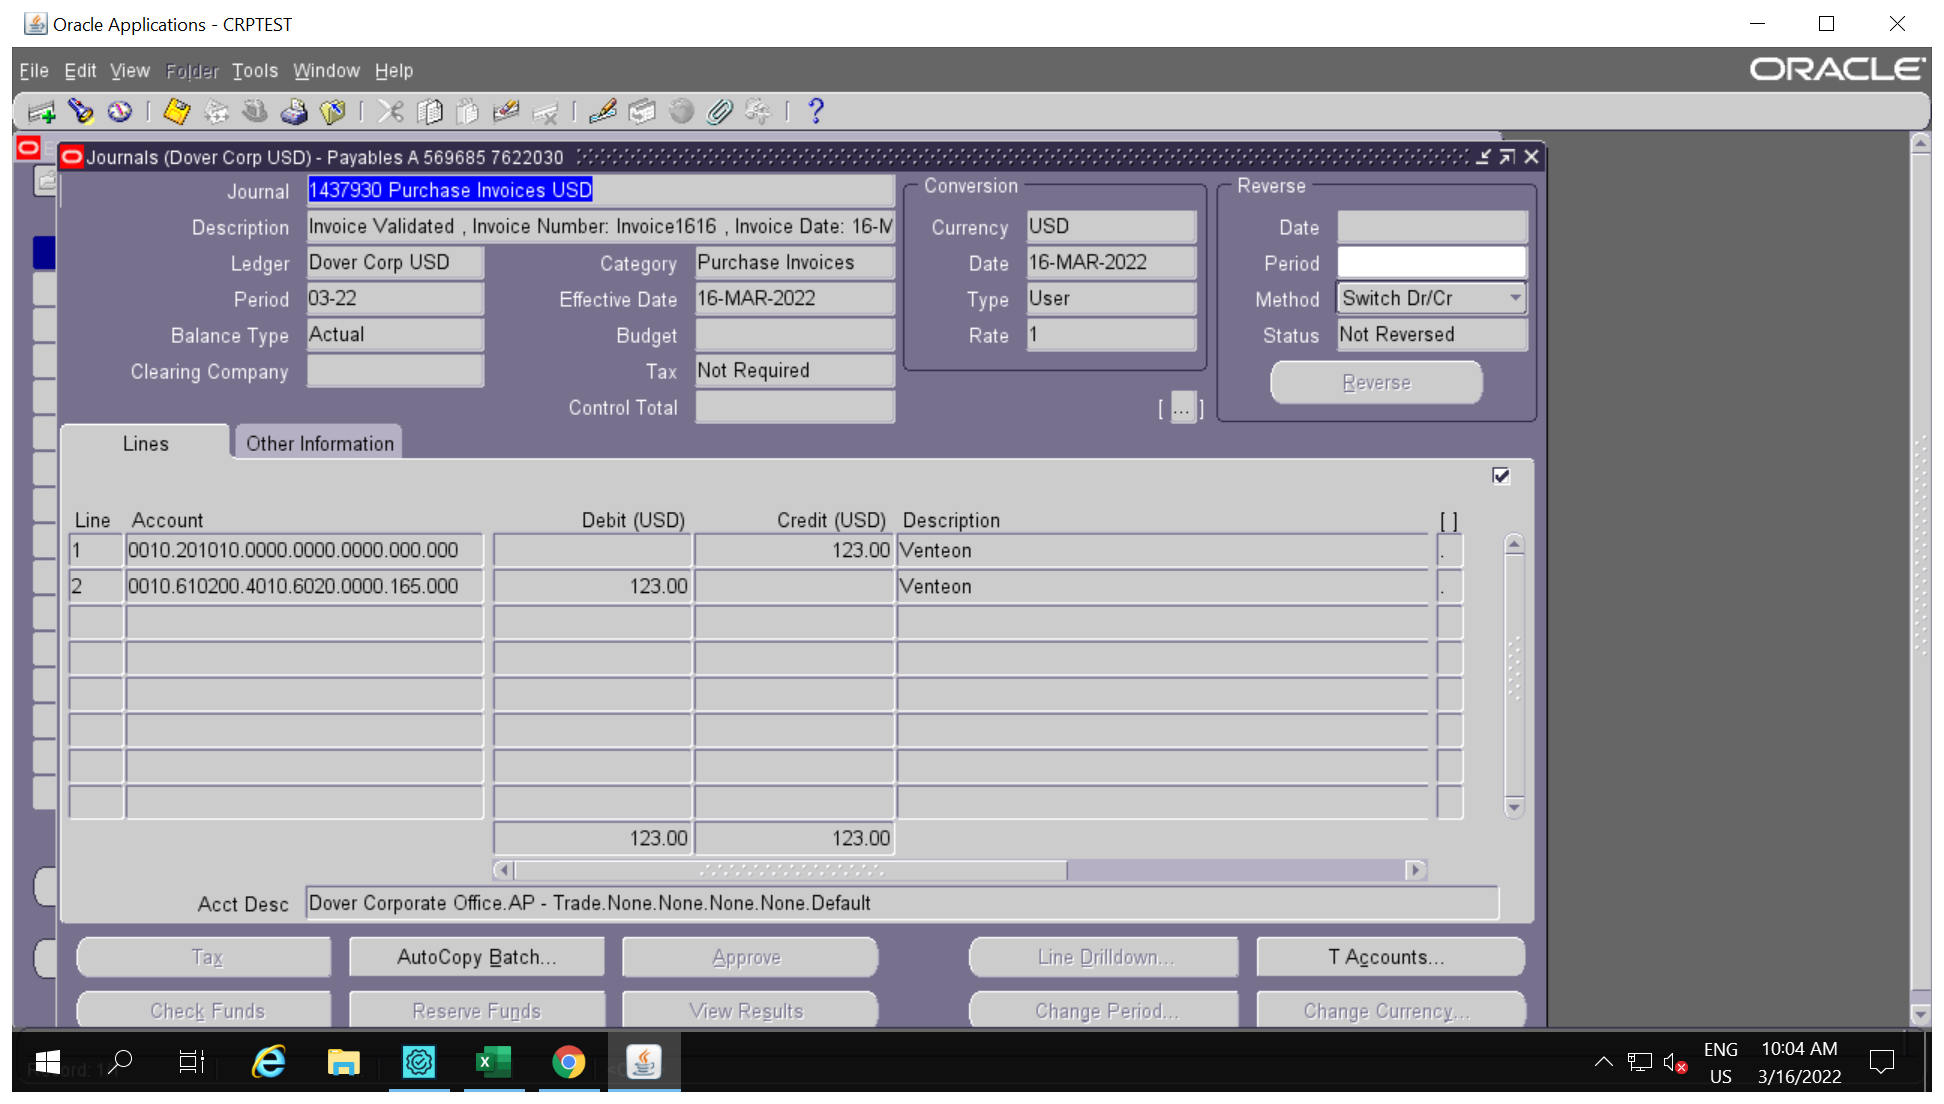 Oracle Applications - CRPTEST
File Edit View Folder Tools Window Help
ORACLE
Journals (Dover Corp USD) - Payables A 569685 7622030
Journal 1437930 Purchase Invoices USD
Description Invoice Validated , Invoice Number: Invoice1616 , Invoice Date: 16-M
Ledger Dover Corp USD
Category Purchase Invoices
Period 03-22
Effective Date 16-MAR-2022
Balance Type Actual
Budget
Clearing Company
Tax Not Required
Control Total
Conversion
Currency USD
Date 16-MAR-2022
Type User
Rate 1
[ ... ]
Reverse
Date
Period
Method Switch Dr/Cr
Status Not Reversed
Reverse
Lines Other Information
Line Account Debit (USD) Credit (USD) Description [ ]
1 0010.201010.0000.0000.0000.000.000 123.00 Venteon .
2 0010.610200.4010.6020.0000.165.000 123.00 Venteon .
123.00 123.00
Acct Desc Dover Corporate Office.AP - Trade.None.None.None.None.Default
Tax AutoCopy Batch... Approve Line Drilldown... T Accounts...
Check Funds Reserve Funds View Results Change Period... Change Currency...
ENG 10:04 AM
US 3/16/2022